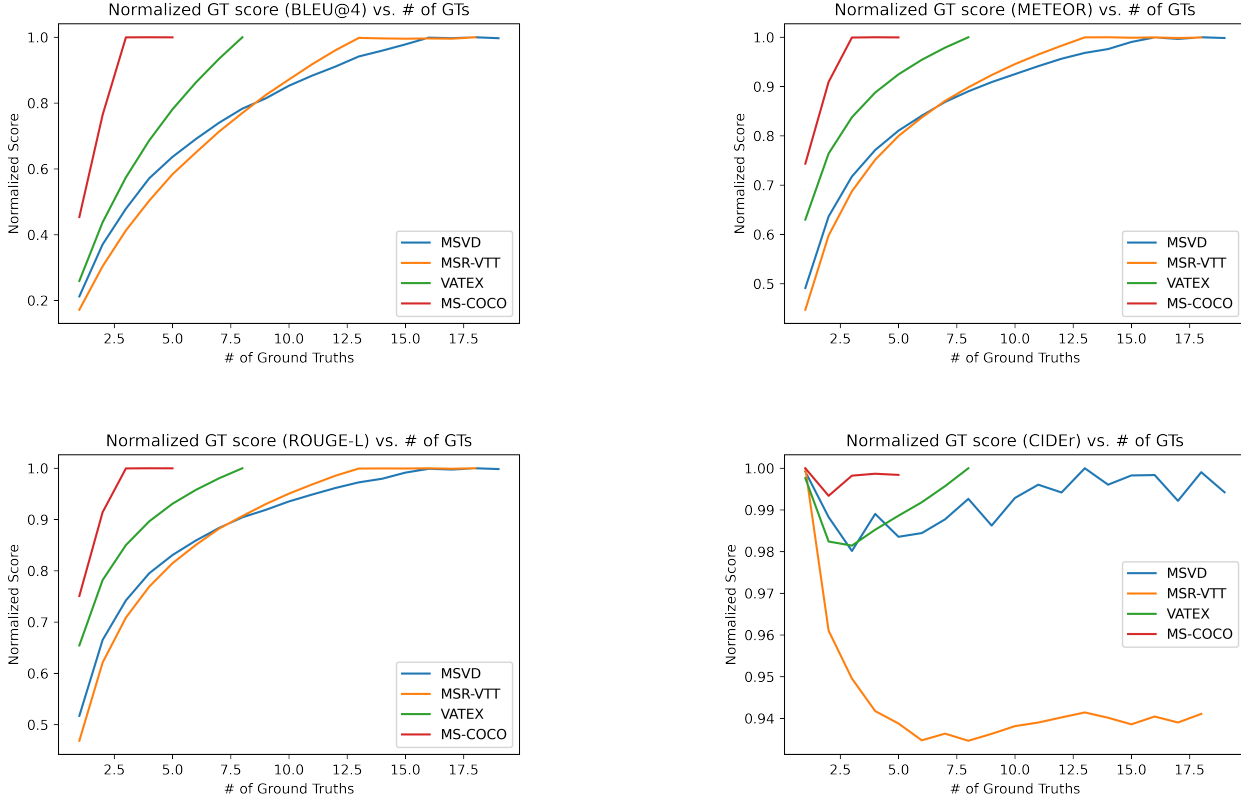 Normalized GT score (BLEU@4) vs. # of GTs
1.0
0.8
0.6
0.4
0.2
Normalized Score
MSVD
MSR-VTT
VATEX
MS-COCO
2.5 5.0 7.5 10.0 12.5 15.0 17.5
# of Ground Truths
Normalized GT score (METEOR) vs. # of GTs
1.0
0.9
0.8
0.7
0.6
0.5
Normalized Score
MSVD
MSR-VTT
VATEX
MS-COCO
2.5 5.0 7.5 10.0 12.5 15.0 17.5
# of Ground Truths
Normalized GT score (ROUGE-L) vs. # of GTs
1.0
0.9
0.8
0.7
0.6
0.5
Normalized Score
MSVD
MSR-VTT
VATEX
MS-COCO
2.5 5.0 7.5 10.0 12.5 15.0 17.5
# of Ground Truths
Normalized GT score (CIDEr) vs. # of GTs
1.00
0.99
0.98
0.97
0.96
0.95
0.94
Normalized Score
MSVD
MSR-VTT
VATEX
MS-COCO
2.5 5.0 7.5 10.0 12.5 15.0 17.5
# of Ground Truths